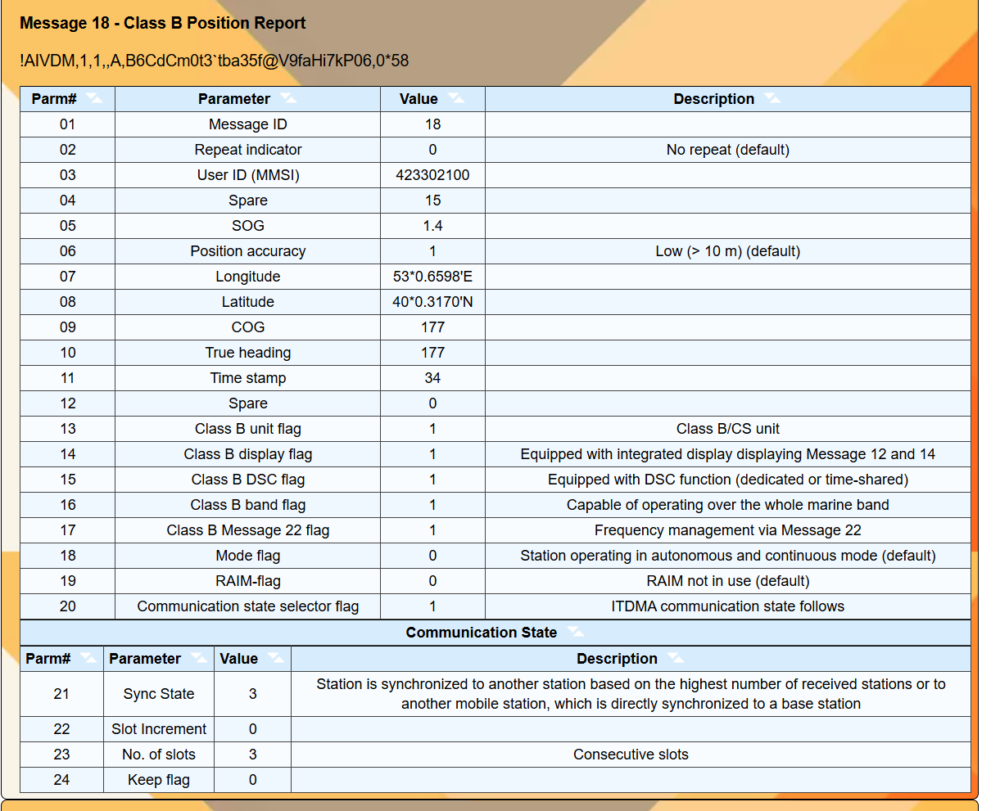 Message 18 - Class B Position Report
!AIVDM,1,1,,A,B6CdCm0t3`tba35f@V9faHi7kP06,0*58
Parm# Parameter Value Description
01 Message ID 18
02 Repeat indicator 0 No repeat (default)
03 User ID (MMSI) 423302100
04 Spare 15
05 SOG 1.4
06 Position accuracy 1 Low (> 10 m) (default)
07 Longitude 53*0.6598'E
08 Latitude 40*0.3170'N
09 COG 177
10 True heading 177
11 Time stamp 34
12 Spare 0
13 Class B unit flag 1 Class B/CS unit
14 Class B display flag 1 Equipped with integrated display displaying Message 12 and 14
15 Class B DSC flag 1 Equipped with DSC function (dedicated or time-shared)
16 Class B band flag 1 Capable of operating over the whole marine band
17 Class B Message 22 flag 1 Frequency management via Message 22
18 Mode flag 0 Station operating in autonomous and continuous mode (default)
19 RAIM-flag 0 RAIM not in use (default)
20 Communication state selector flag 1 ITDMA communication state follows
Communication State
Parm# Parameter Value Description
21 Sync State 3 Station is synchronized to another station based on the highest number of received stations or to
another mobile station, which is directly synchronized to a base station
22 Slot Increment 0
23 No. of slots 3 Consecutive slots
24 Keep flag 0